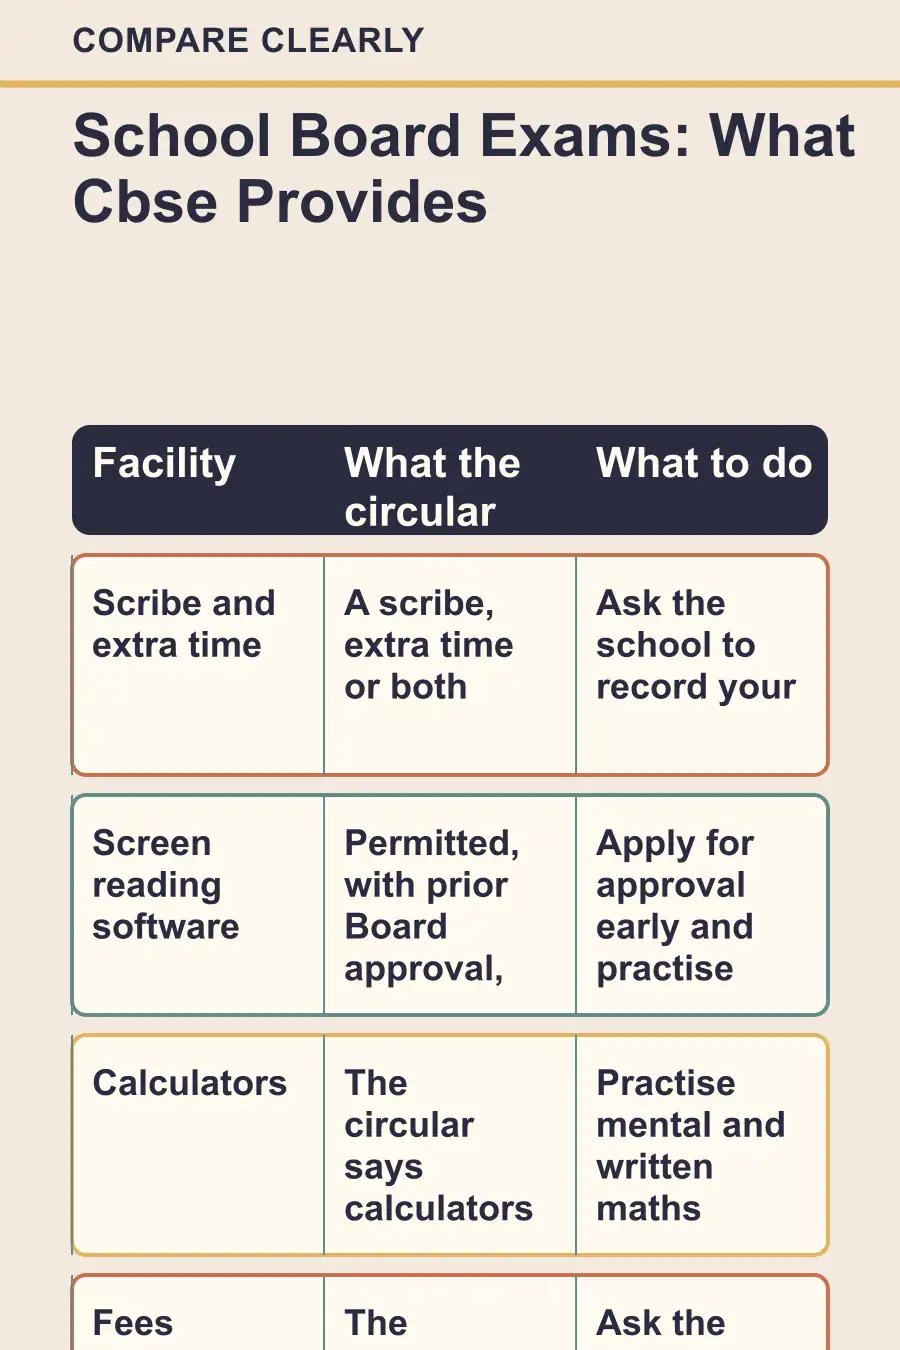 COMPARE CLEARLY
School Board Exams: What
Cbse Provides
Facility
What the
circular
What to do
Scribe and
extra time
A scribe,
extra time
or both
Ask the
school to
record your
Screen
reading
software
Permitted,
with prior
Board
approval,
Apply for
approval
early and
practise
Calculators
The
circular
says
calculators
Practise
mental and
written
maths
Fees
The
Ask the